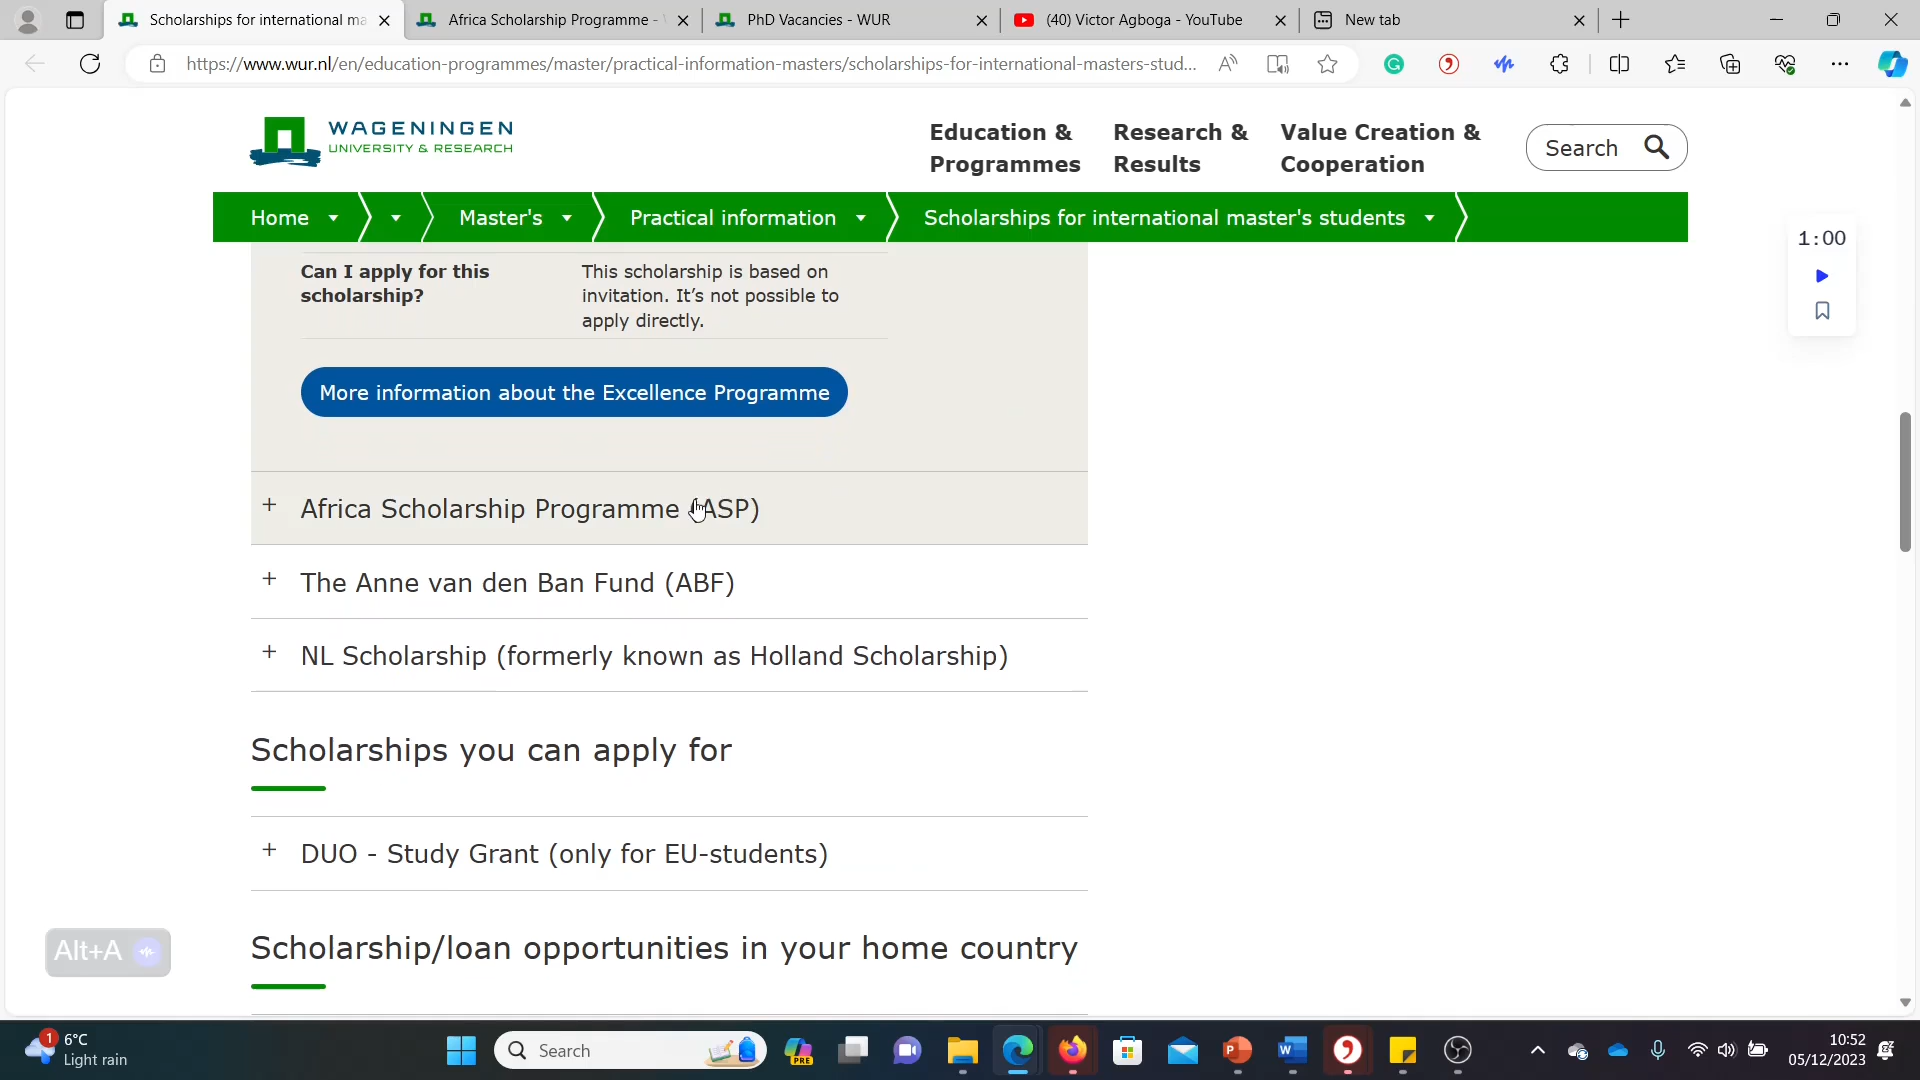 Scholarships for international ma
Africa Scholarship Programme -
PhD Vacancies - WUR
(40) Victor Agboga - YouTube
New tab
https://www.wur.nl/en/education-programmes/master/practical-information-masters/scholarships-for-international-masters-stud...
WAGENINGEN
UNIVERSITY & RESEARCH
Education &
Programmes
Research &
Results
Value Creation &
Cooperation
Search
Home
Master's
Practical information
Scholarships for international master's students
1:00
Can I apply for this
scholarship?
This scholarship is based on
invitation. It's not possible to
apply directly.
More information about the Excellence Programme
+ Africa Scholarship Programme (ASP)
+ The Anne van den Ban Fund (ABF)
+ NL Scholarship (formerly known as Holland Scholarship)
Scholarships you can apply for
+ DUO - Study Grant (only for EU-students)
Scholarship/loan opportunities in your home country
Alt+A
1
6°C
Light rain
Search
PRE
10:52
05/12/2023